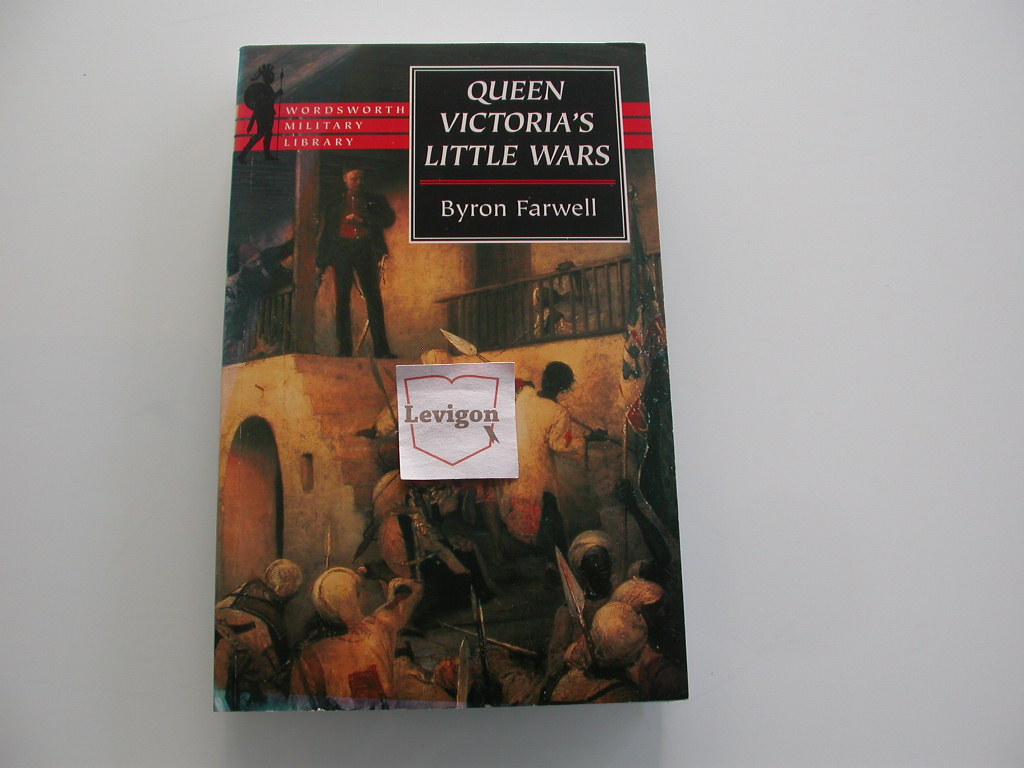 WORDSWORTH
MILITARY
LIBRARY
QUEEN
VICTORIA'S
LITTLE WARS
Byron Farwell
Levigon